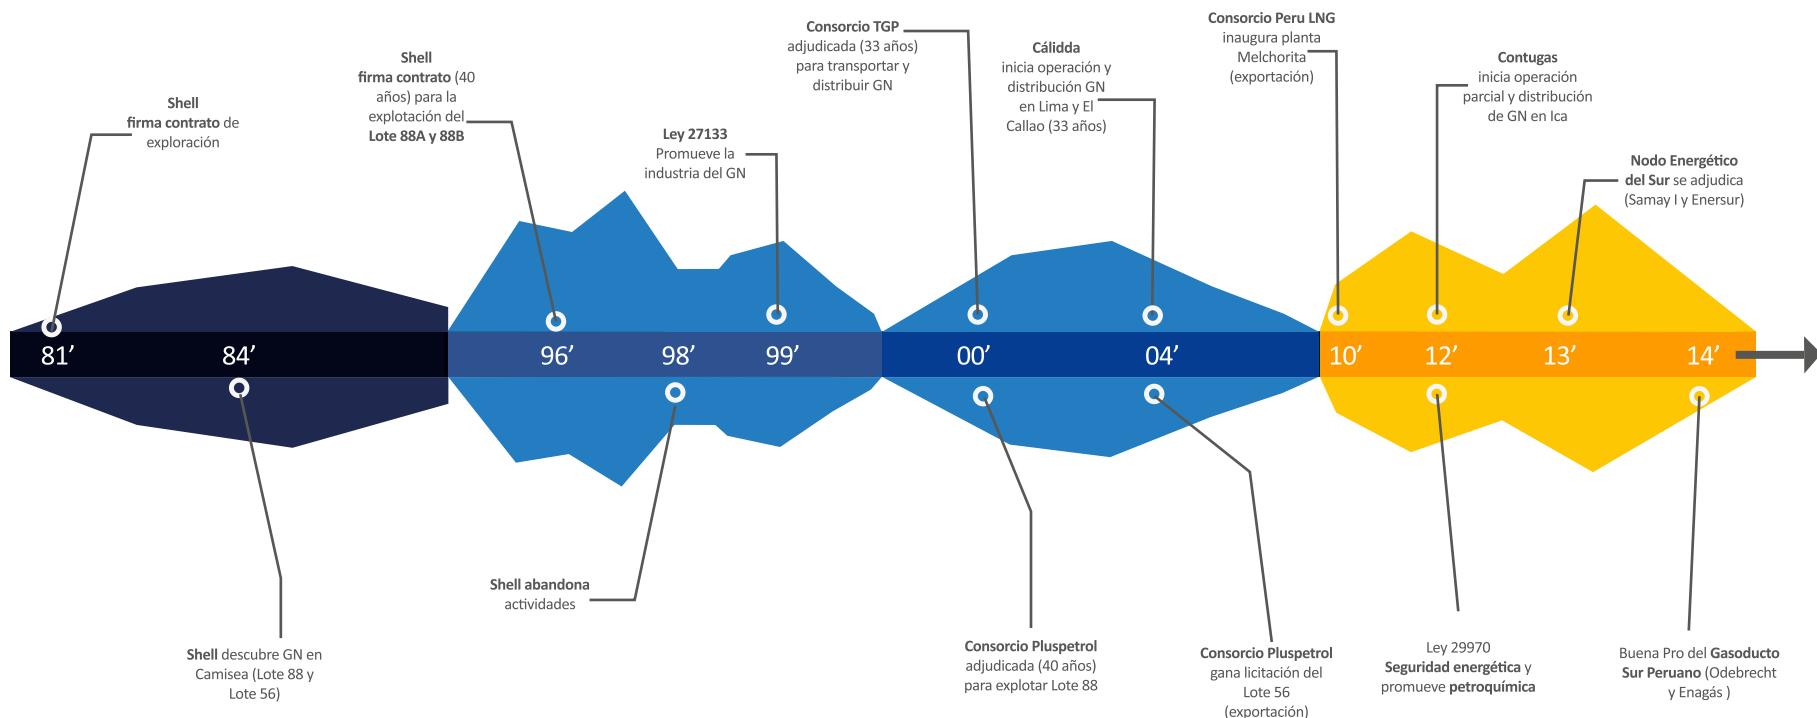 Shell
firma contrato de
exploración
Shell
firma contrato (40
años) para la
explotación del
Lote 88A y 88B
Ley 27133
Promueve la
industria del GN
Consorcio TGP
adjudicada (33 años)
para transportar y
distribuir GN
Cálidda
inicia operación y
distribución GN
en Lima y El
Callao (33 años)
Consorcio Peru LNG
inaugura planta
Melchorita
(exportación)
Contugas
inicia operación
parcial y distribución
de GN en Ica
Nodo Energético
del Sur se adjudica
(Samay I y Enersur)
81’
84’
96’
98’
99’
00’
04’
10’
12’
13’
14’
Shell descubre GN en
Camisea (Lote 88 y
Lote 56)
Shell abandona
actividades
Consorcio Pluspetrol
adjudicada (40 años)
para explotar Lote 88
Consorcio Pluspetrol
gana licitación del
Lote 56
(exportación)
Ley 29970
Seguridad energética y
promueve petroquímica
Buena Pro del Gasoducto
Sur Peruano (Odebrecht
y Enagás )